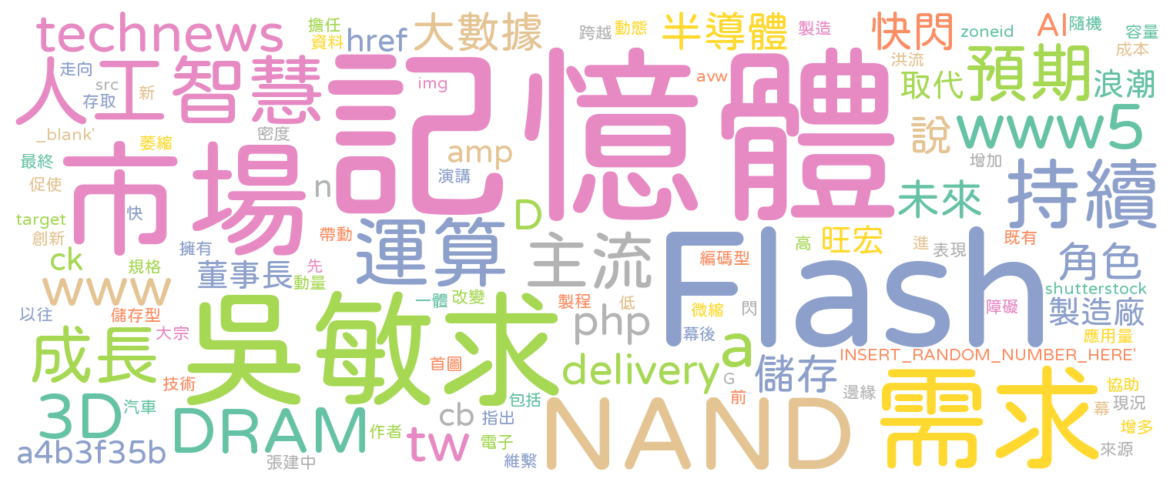 technews
擔任
資料
href
大數據
跨越
動態
半導體
製造
快閃
zoneid
AI
隨機
容量
成本
人工智慧
走向
src
存取
新
img
記憶體
avw
洪流
取代
預期
浪潮
_blank'
萎縮
密度
amp
說
www5
增加
最終
促使
市場
n
演講
未來
持續
target
創新
快
擁有
帶動
運算
D
主流
編碼型
高
旺宏
進
表現
既有
角色
ck
規格
董事長
先
動量
Flash
shutterstock
www
儲存型
以往
大宗
一體
改變
製程
低
微縮
閃
幕後
障礙
製造廠
成長
吳敏求
php
a
應用量
技術
首圖
delivery
G
儲存
INSERT_RANDOM_NUMBER_HERE'
3D
汽車
DRAM
作者
cb
指出
包括
前
邊緣
需求
協助
幕
現況
a4b3f35b
張建中
tw
電子
維繫
NAND
增多
來源